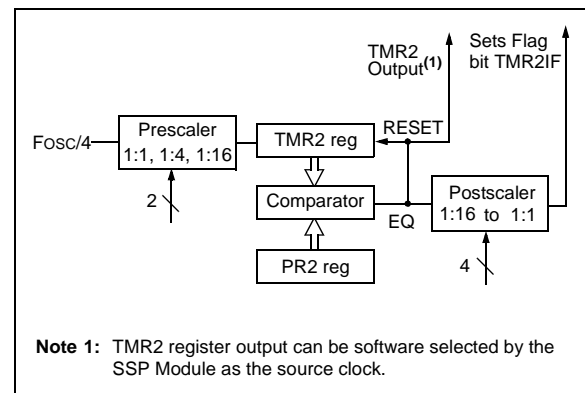 TMR2
Output(1)
Sets Flag
bit TMR2IF
RESET
FOSC/4
Prescaler
1:1, 1:4, 1:16
TMR2 reg
2
Comparator
EQ
Postscaler
1:16 to 1:1
PR2 reg
4
Note 1: TMR2 register output can be software selected by the
SSP Module as the source clock.